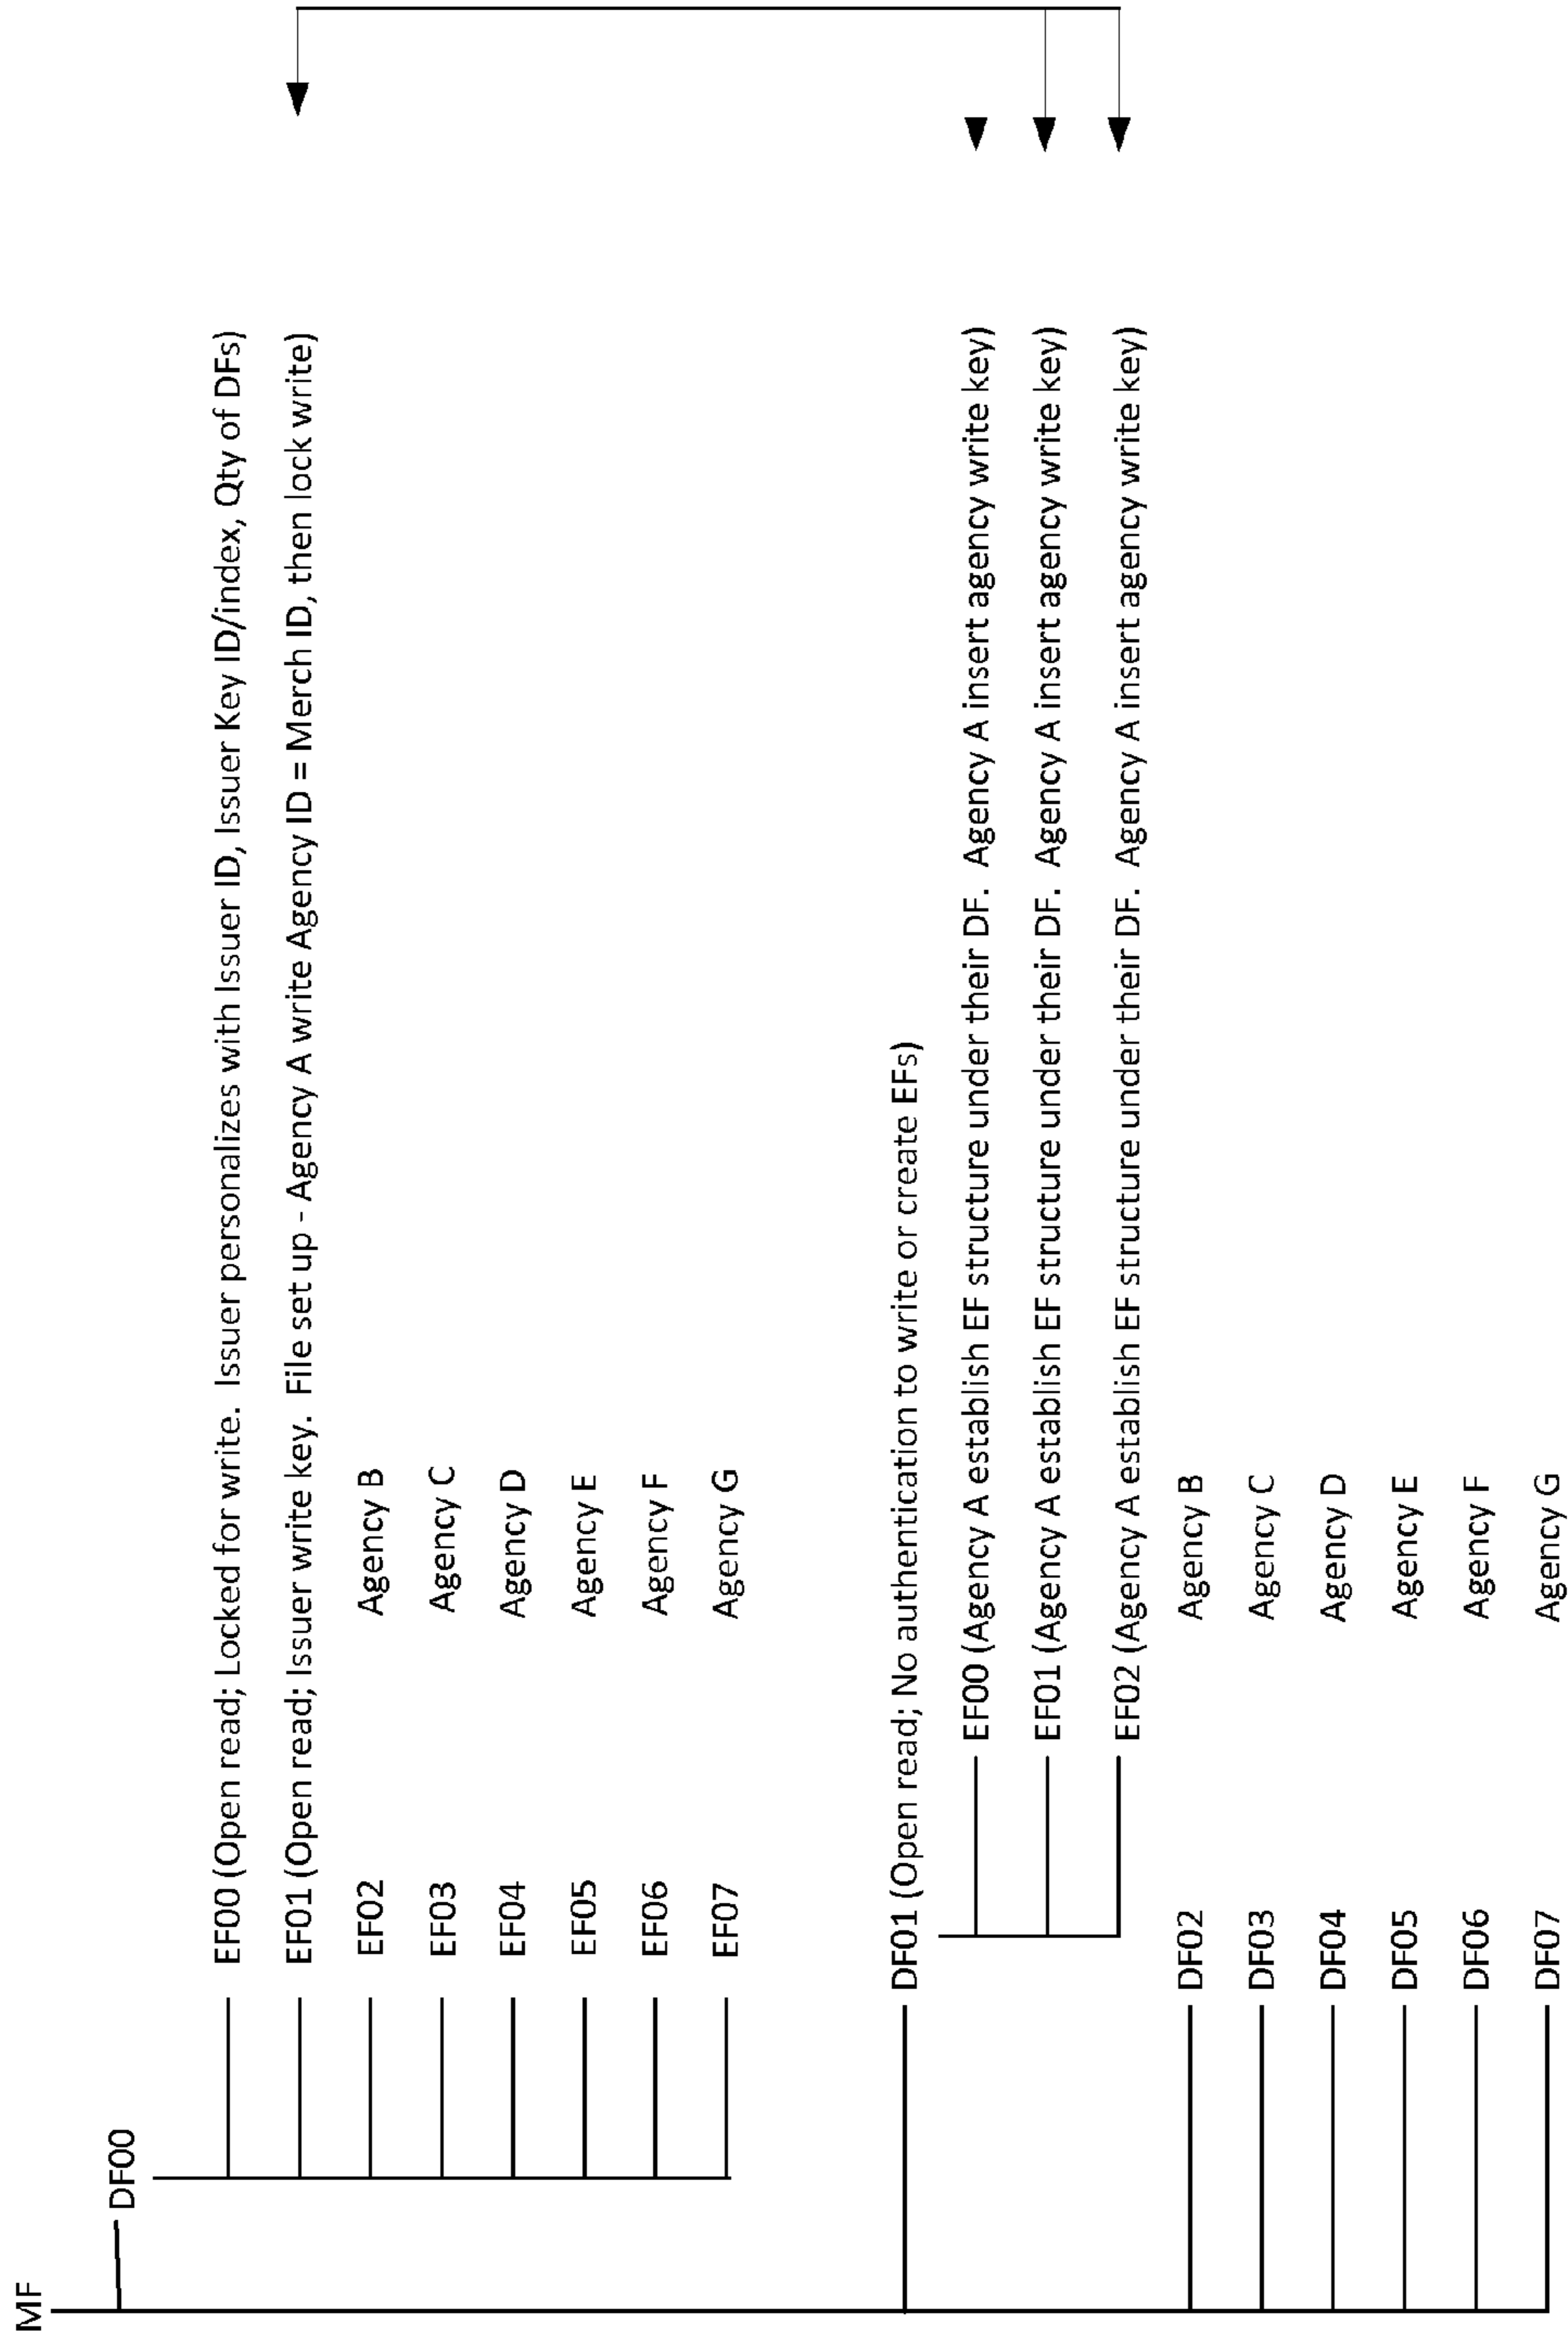 MF
DF00
EF00 (Open read; Locked for write.  Issuer personalizes with Issuer ID, Issuer Key ID/index, Qty of DFs)
EF01 (Open read; Issuer write key.  File set up - Agency A write Agency ID = Merch ID, then lock write)
EF02 Agency B
EF03 Agency C
EF04 Agency D
EF05 Agency E
EF06 Agency F
EF07 Agency G
DF01 (Open read; No authentication to write or create EFs)
EF00 (Agency A establish EF structure under their DF.  Agency A insert agency write key)
EF01 (Agency A establish EF structure under their DF.  Agency A insert agency write key)
EF02 (Agency A establish EF structure under their DF.  Agency A insert agency write key)
DF02 Agency B
DF03 Agency C
DF04 Agency D
DF05 Agency E
DF06 Agency F
DF07 Agency G